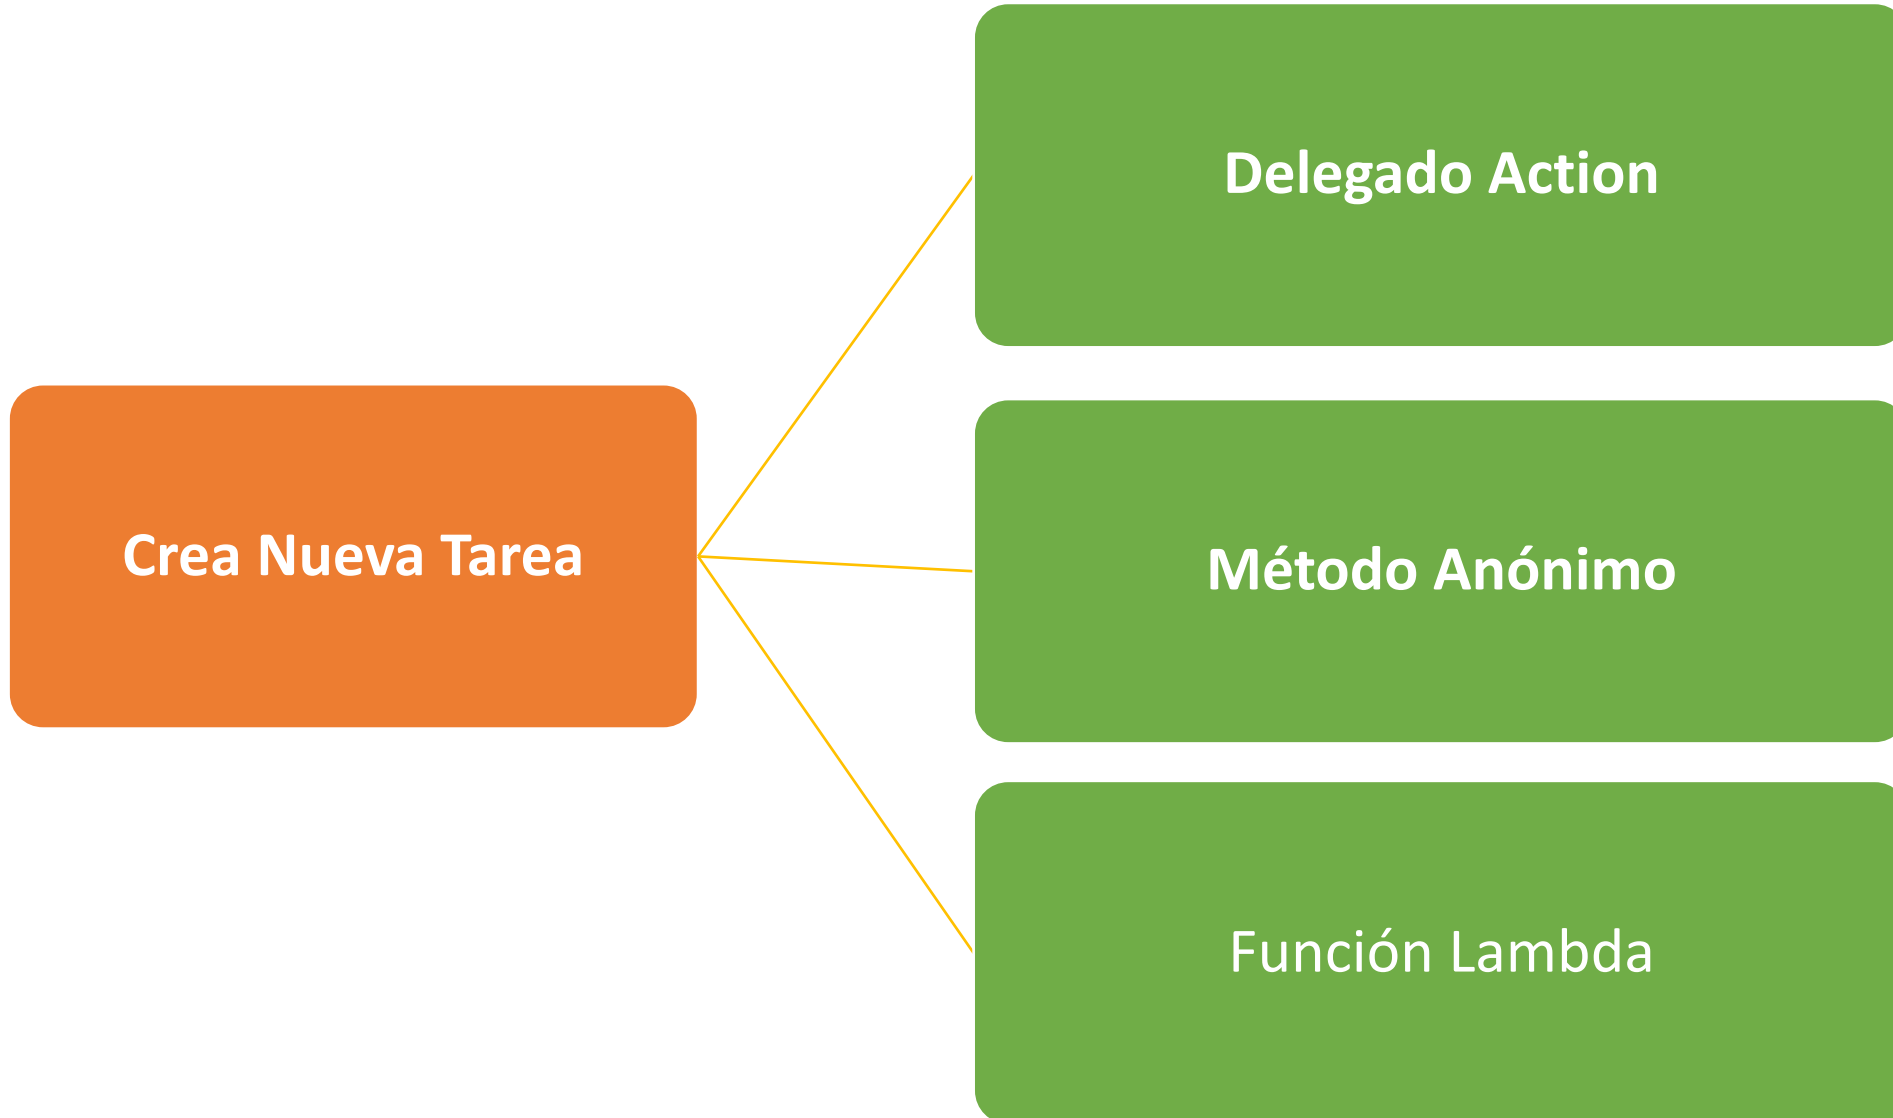 Delegado Action
Crea Nueva Tarea
Método Anónimo
Función Lambda